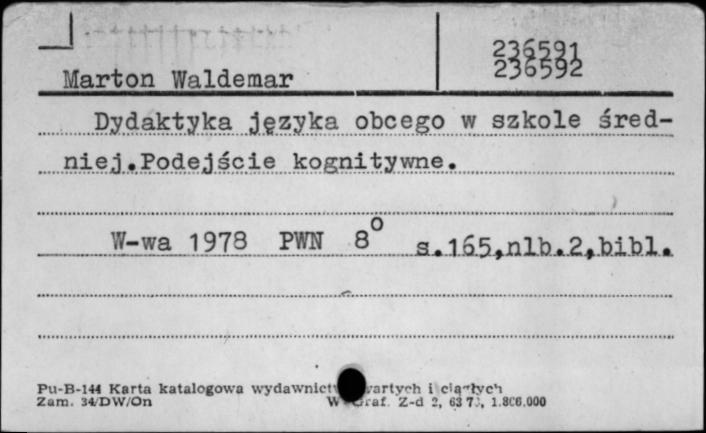 236591
236592
Marton Waldemar
Dydaktyka języka obcego w szkole śred-
niej.Podejście kognitywne.
W-wa 1978 PWN 8° s.165,nlb.2,bibl.
Pu-B-144 Karta katalogowa i
Zam. 34/DW/On Z-d 2,